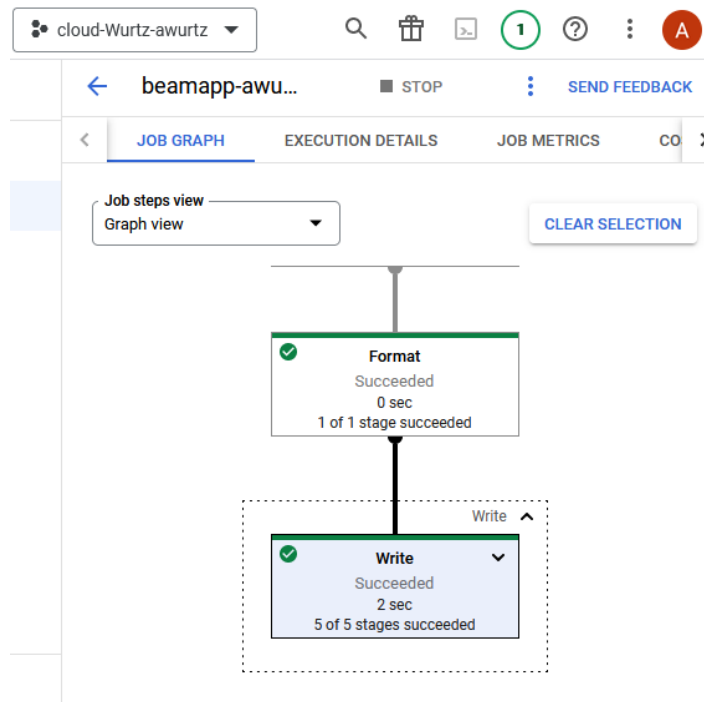 cloud-Wurtz-awurtz
1
A
beamapp-awu...
STOP
SEND FEEDBACK
JOB GRAPH
EXECUTION DETAILS
JOB METRICS
CO
Job steps view
Graph view
CLEAR SELECTION
Format
Succeeded
0 sec
1 of 1 stage succeeded
Write
Write
Succeeded
2 sec
5 of 5 stages succeeded